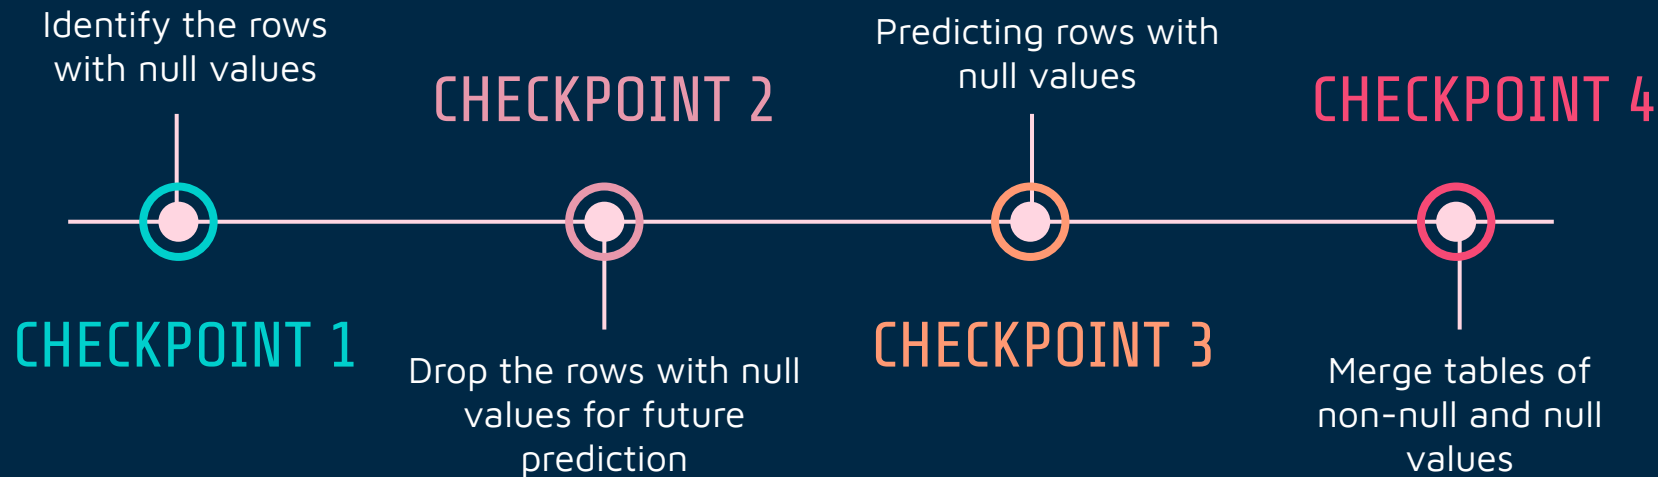 Identify the rows
with null values
CHECKPOINT 1
CHECKPOINT 2
Drop the rows with null
values for future
prediction
Predicting rows with
null values
CHECKPOINT 3
CHECKPOINT 4
Merge tables of
non-null and null
values